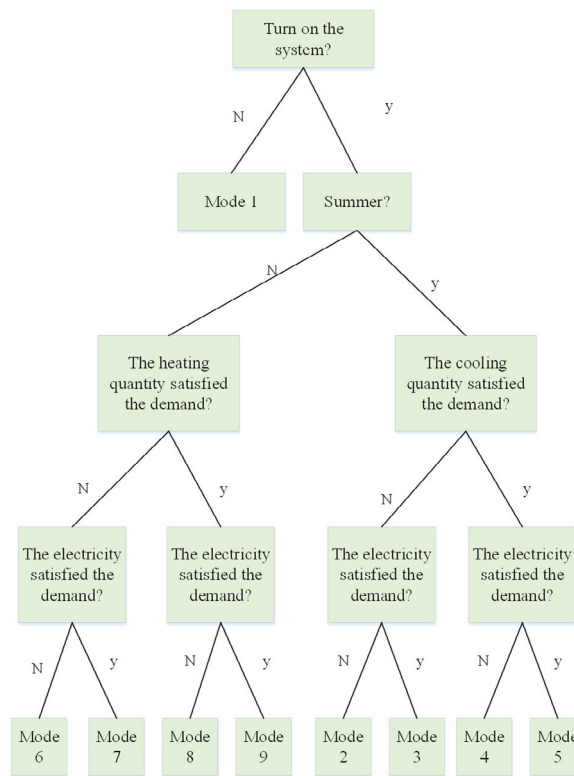 Turn on the
system?
N
y
Mode 1
Summer?
N
y
The heating
quantity satisfied
the demand?
The cooling
quantity satisfied
the demand?
N
y
N
y
The electricity
satisfied the
demand?
The electricity
satisfied the
demand?
The electricity
satisfied the
demand?
The electricity
satisfied the
demand?
N
y
N
y
N
y
N
y
Mode
6
Mode
7
Mode
8
Mode
9
Mode
2
Mode
3
Mode
4
Mode
5